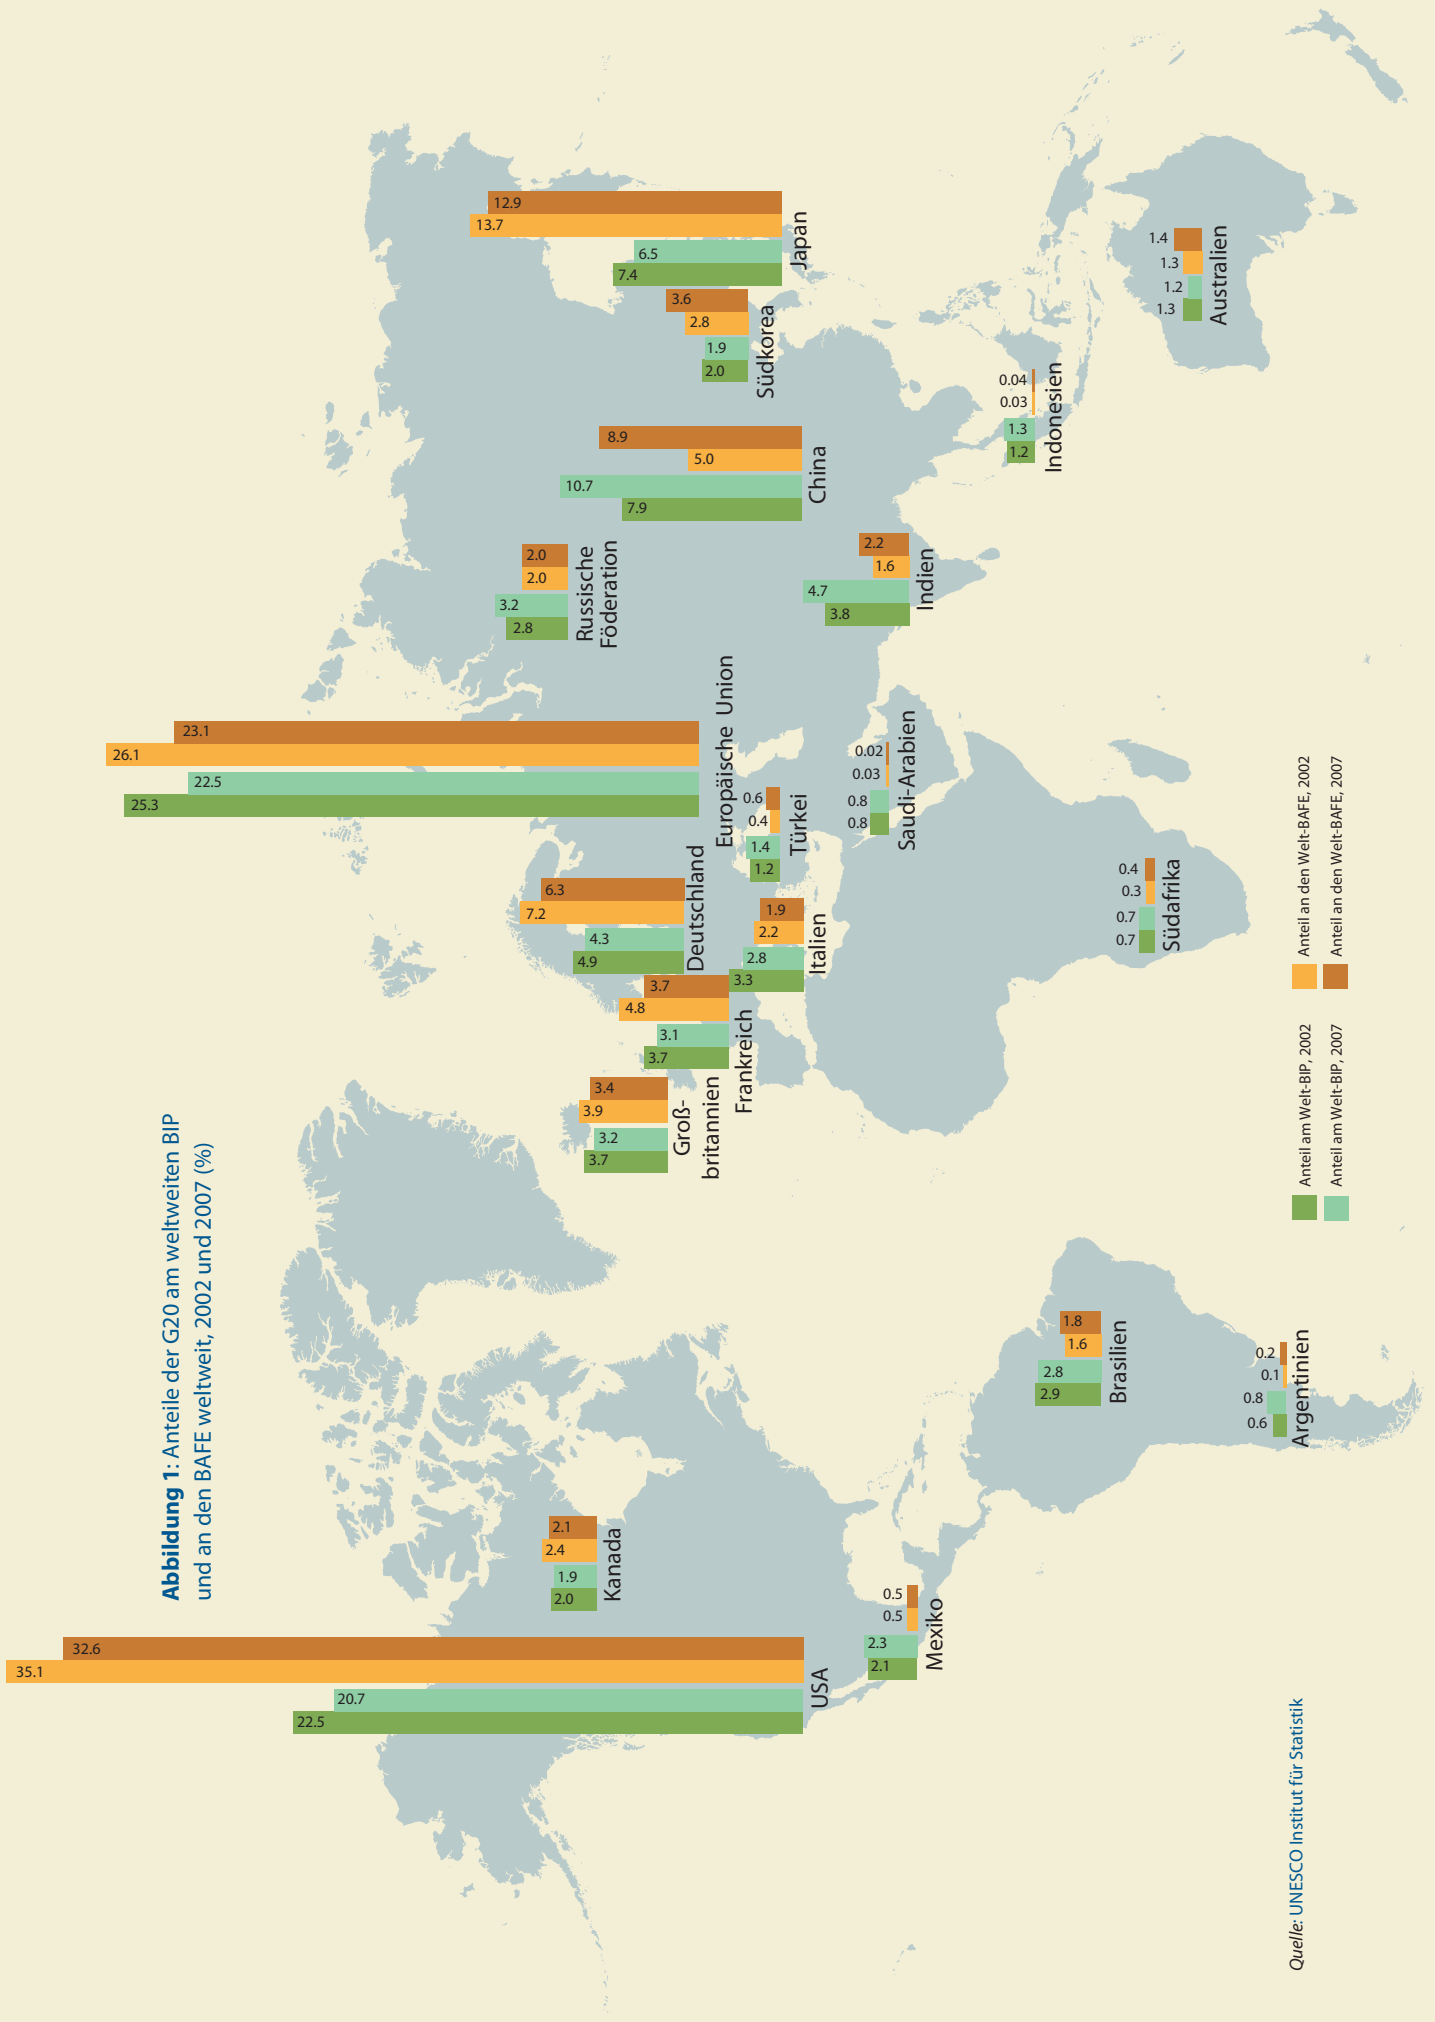 Abbildung 1: Anteile der G20 am weltweiten BIP
und an den BAFE weltweit, 2002 und 2007 (%)
22.5
20.7
35.1
32.6
USA
2.0
1.9
2.4
2.1
Kanada
2.1
2.3
0.5
0.5
Mexiko
2.9
2.8
1.6
1.8
Brasilien
0.6
0.8
0.1
0.2
Argentinien
3.7
3.2
3.9
3.4
Groß-
britannien
3.7
3.1
4.8
3.7
Frankreich
4.9
4.3
7.2
6.3
Deutschland
3.3
2.8
2.2
1.9
Italien
25.3
22.5
26.1
23.1
Europäische Union
1.2
1.4
0.4
0.6
Türkei
0.8
0.8
0.03
0.02
Saudi-Arabien
0.7
0.7
0.3
0.4
Südafrika
2.8
3.2
2.0
2.0
Russische
Föderation
3.8
4.7
1.6
2.2
Indien
7.9
10.7
5.0
8.9
China
2.0
1.9
2.8
3.6
Südkorea
7.4
6.5
13.7
12.9
Japan
1.2
1.3
0.03
0.04
Indonesien
1.3
1.2
1.3
1.4
Australien
Anteil am Welt-BIP, 2002
Anteil am Welt-BIP, 2007
Anteil an den Welt-BAFE, 2002
Anteil an den Welt-BAFE, 2007
Quelle: UNESCO Institut für Statistik